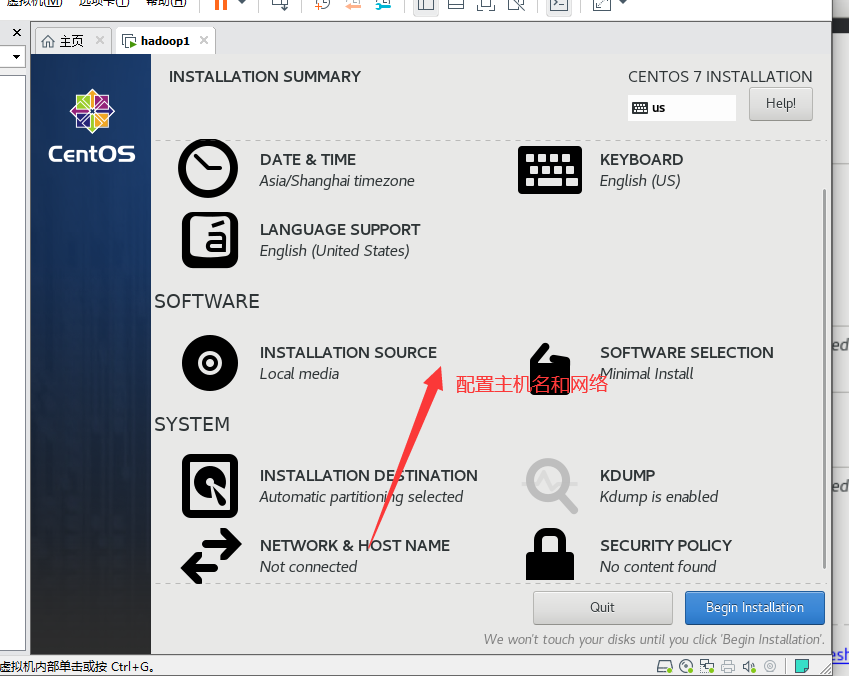 虚拟机(M) 选项卡(T) 帮助(H)
主页 hadoop1
INSTALLATION SUMMARY
CENTOS 7 INSTALLATION
us
Help!
CentOS
DATE & TIME
Asia/Shanghai timezone
KEYBOARD
English (US)
LANGUAGE SUPPORT
English (United States)
SOFTWARE
INSTALLATION SOURCE
Local media
SOFTWARE SELECTION
Minimal Install
配置主机名和网络
SYSTEM
INSTALLATION DESTINATION
Automatic partitioning selected
KDUMP
Kdump is enabled
NETWORK & HOST NAME
Not connected
SECURITY POLICY
No content found
Quit
Begin Installation
We won't touch your disks until you click 'Begin Installation'.
虚拟机内部单击或按 Ctrl+G。